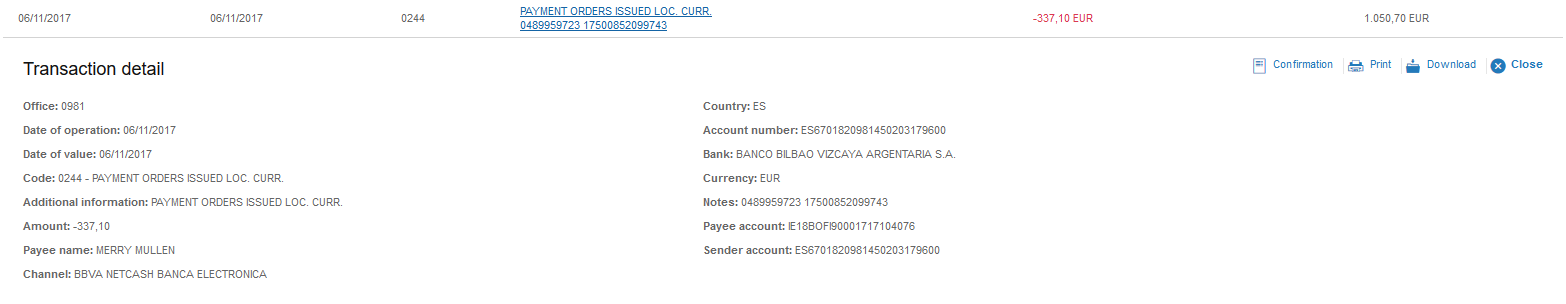 06/11/2017 06/11/2017 0244 PAYMENT ORDERS ISSUED LOC. CURR. -337,10 EUR 1.050,70 EUR
0489959723 17500852099743
Transaction detail Confirmation Print Download Close
Office: 0981 Country: ES
Date of operation: 06/11/2017 Account number: ES6701820981450203179600
Date of value: 06/11/2017 Bank: BANCO BILBAO VIZCAYA ARGENTARIA S.A.
Code: 0244 - PAYMENT ORDERS ISSUED LOC. CURR. Currency: EUR
Additional information: PAYMENT ORDERS ISSUED LOC. CURR. Notes: 0489959723 17500852099743
Amount: -337,10 Payee account: IE18BOFI90001717104076
Payee name: MERRY MULLEN Sender account: ES6701820981450203179600
Channel: BBVA NETCASH BANCA ELECTRONICA